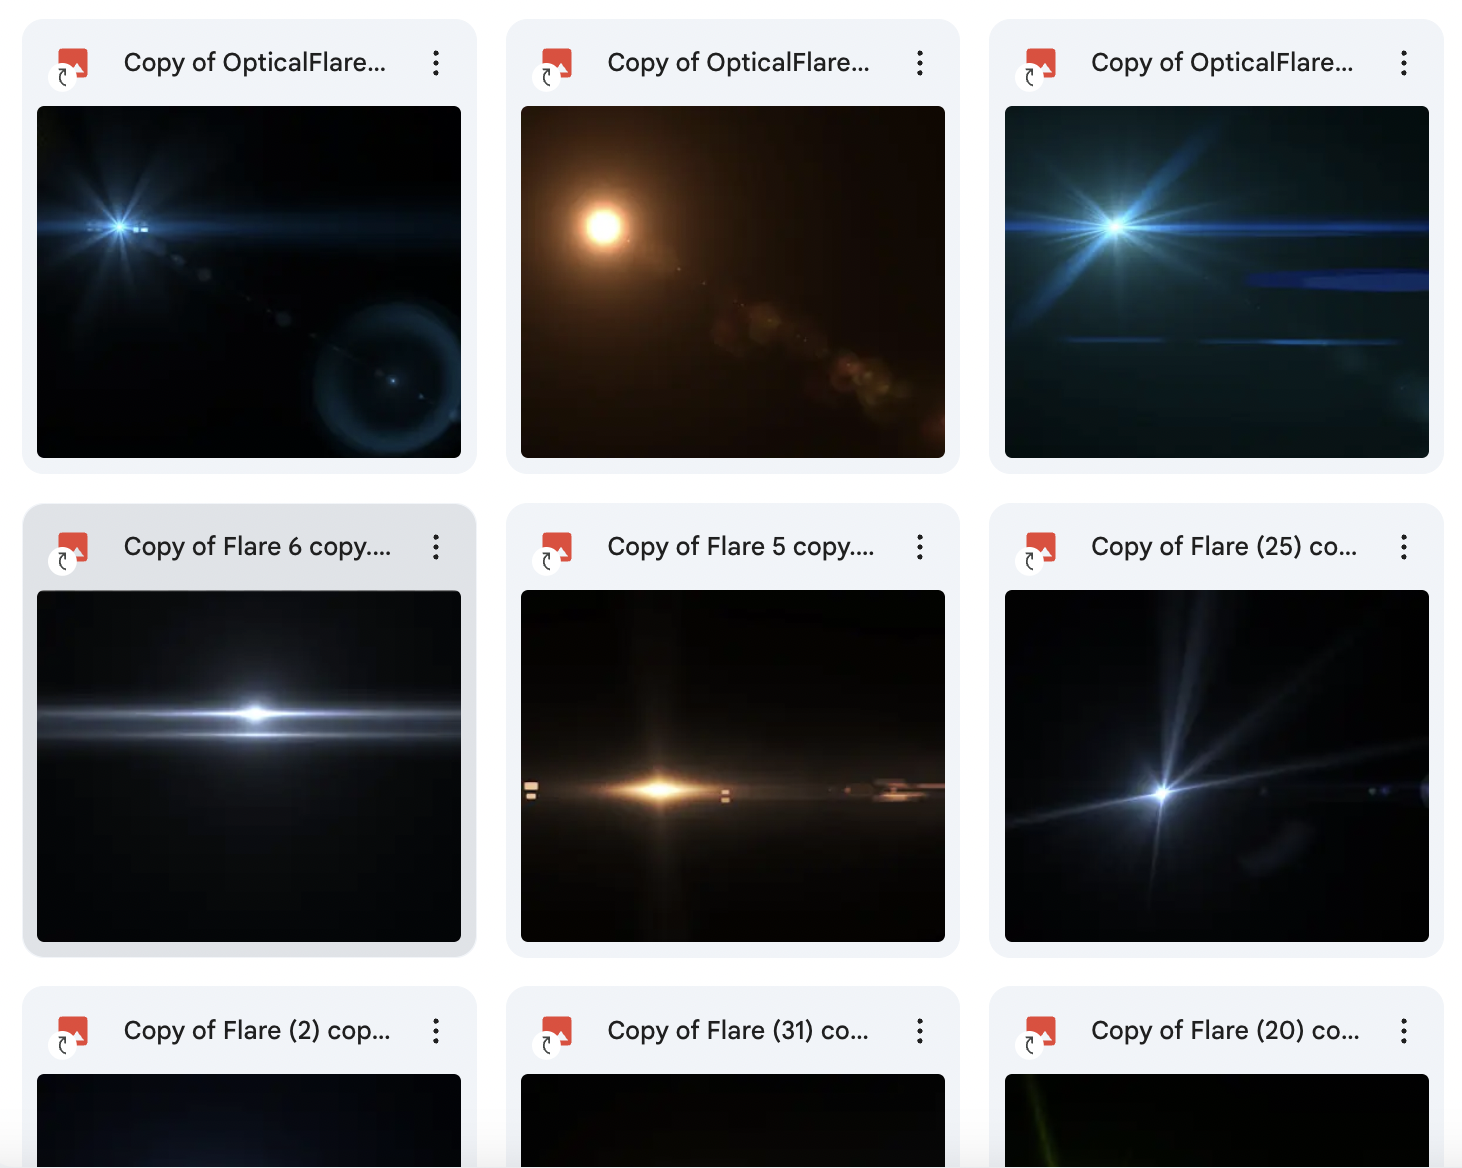 Copy of OpticalFlare...
Copy of OpticalFlare...
Copy of OpticalFlare...
Copy of Flare 6 copy....
Copy of Flare 5 copy....
Copy of Flare (25) co...
Copy of Flare (2) cop...
Copy of Flare (31) co...
Copy of Flare (20) co...